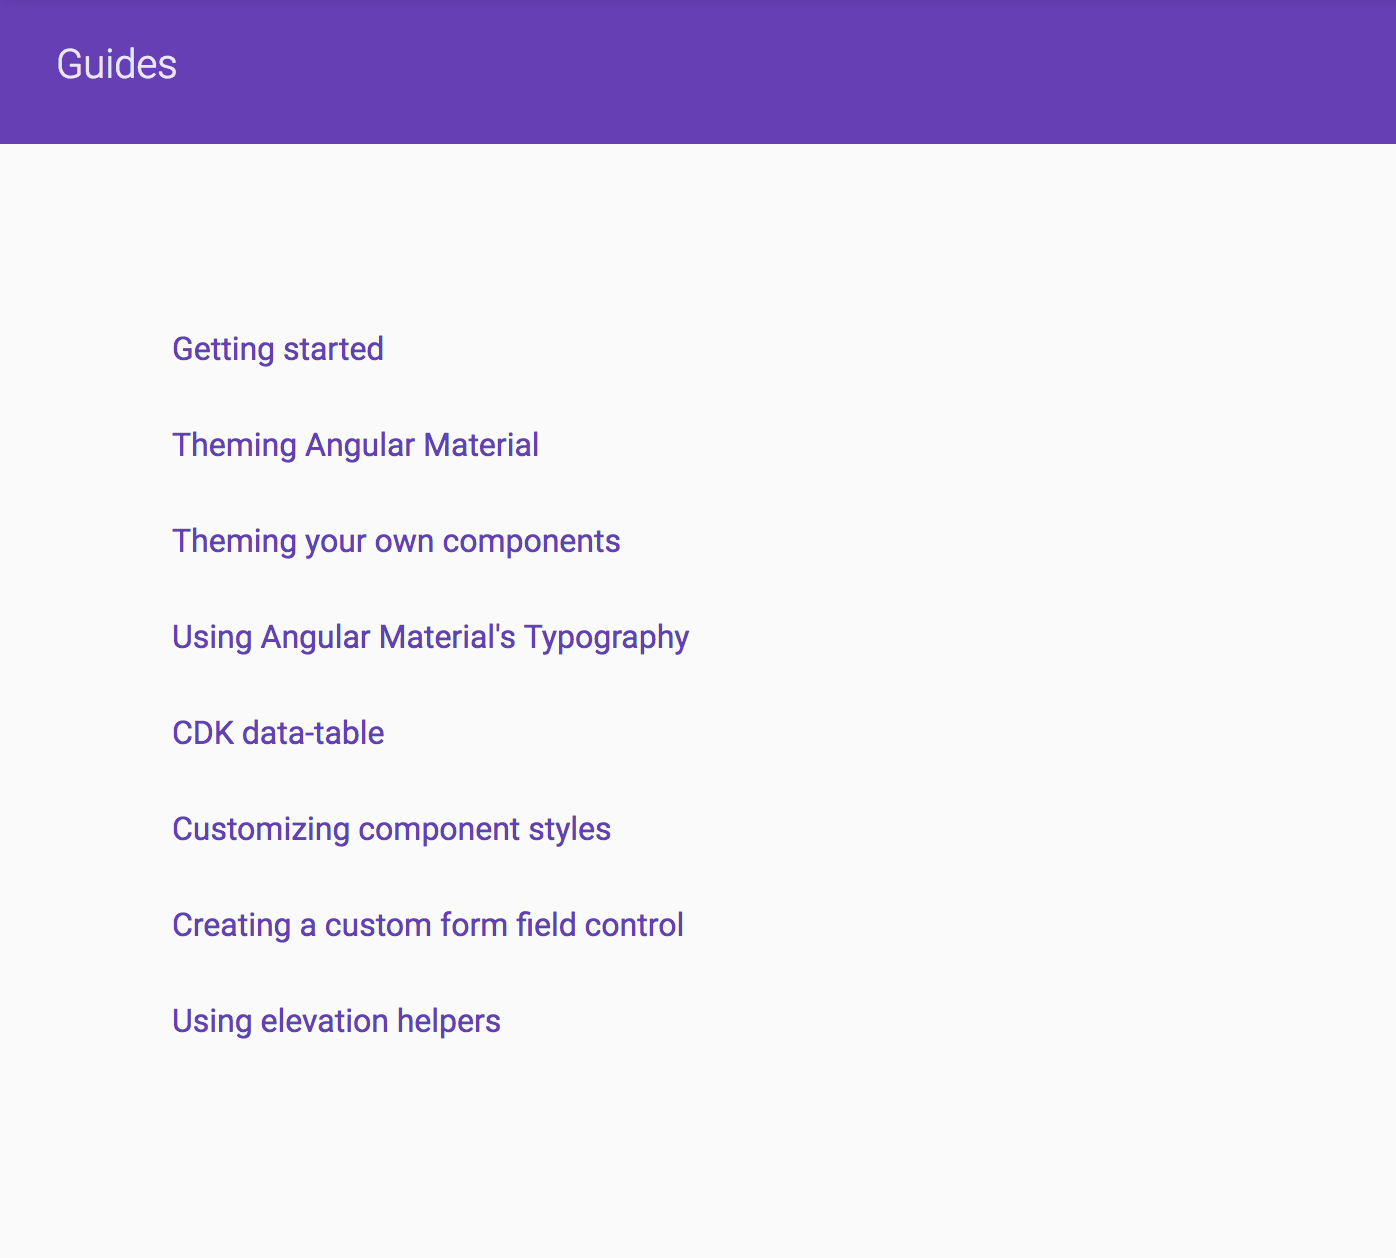 Guides
Getting started
Theming Angular Material
Theming your own components
Using Angular Material's Typography
CDK data-table
Customizing component styles
Creating a custom form field control
Using elevation helpers